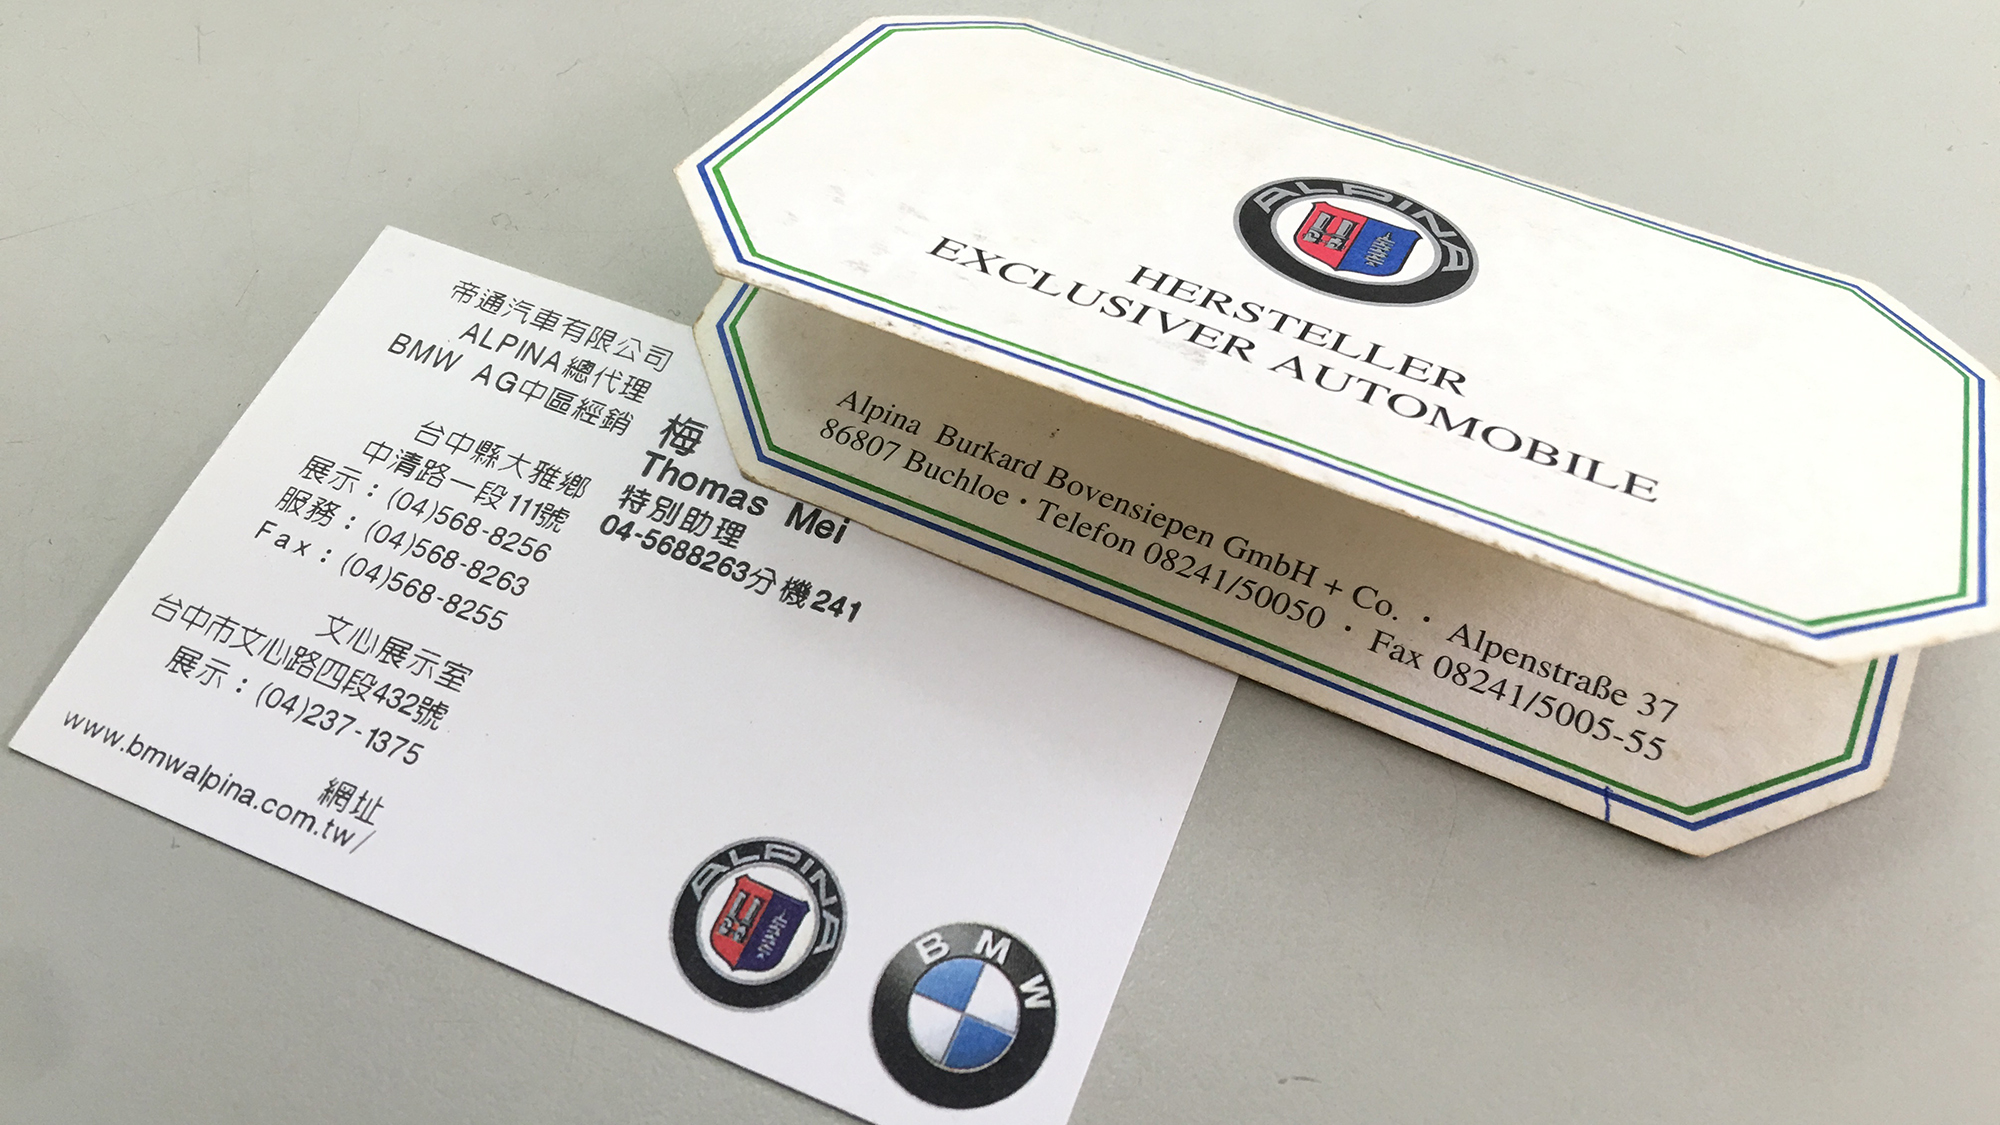 帝通汽車有限公司
ALPINA總代理
BMW AG中區經銷
台中縣大雅鄉
中清路一段111號
展示：(04)568-8256
服務：(04)568-8263
Fax：(04)568-8255
文心展示室
台中市文心路四段432號
展示：(04)237-1375
網址
www.bmwalpina.com.tw/
梅
Thomas Mei
特別助理
04-5688263分機241
ALPINA
BMW
ALPINA
HERSTELLER
EXCLUSIVER AUTOMOBILE
Alpina Burkard Bovensiepen GmbH + Co. · Alpenstraße 37
86807 Buchloe · Telefon 08241/50050 · Fax 08241/5005-55